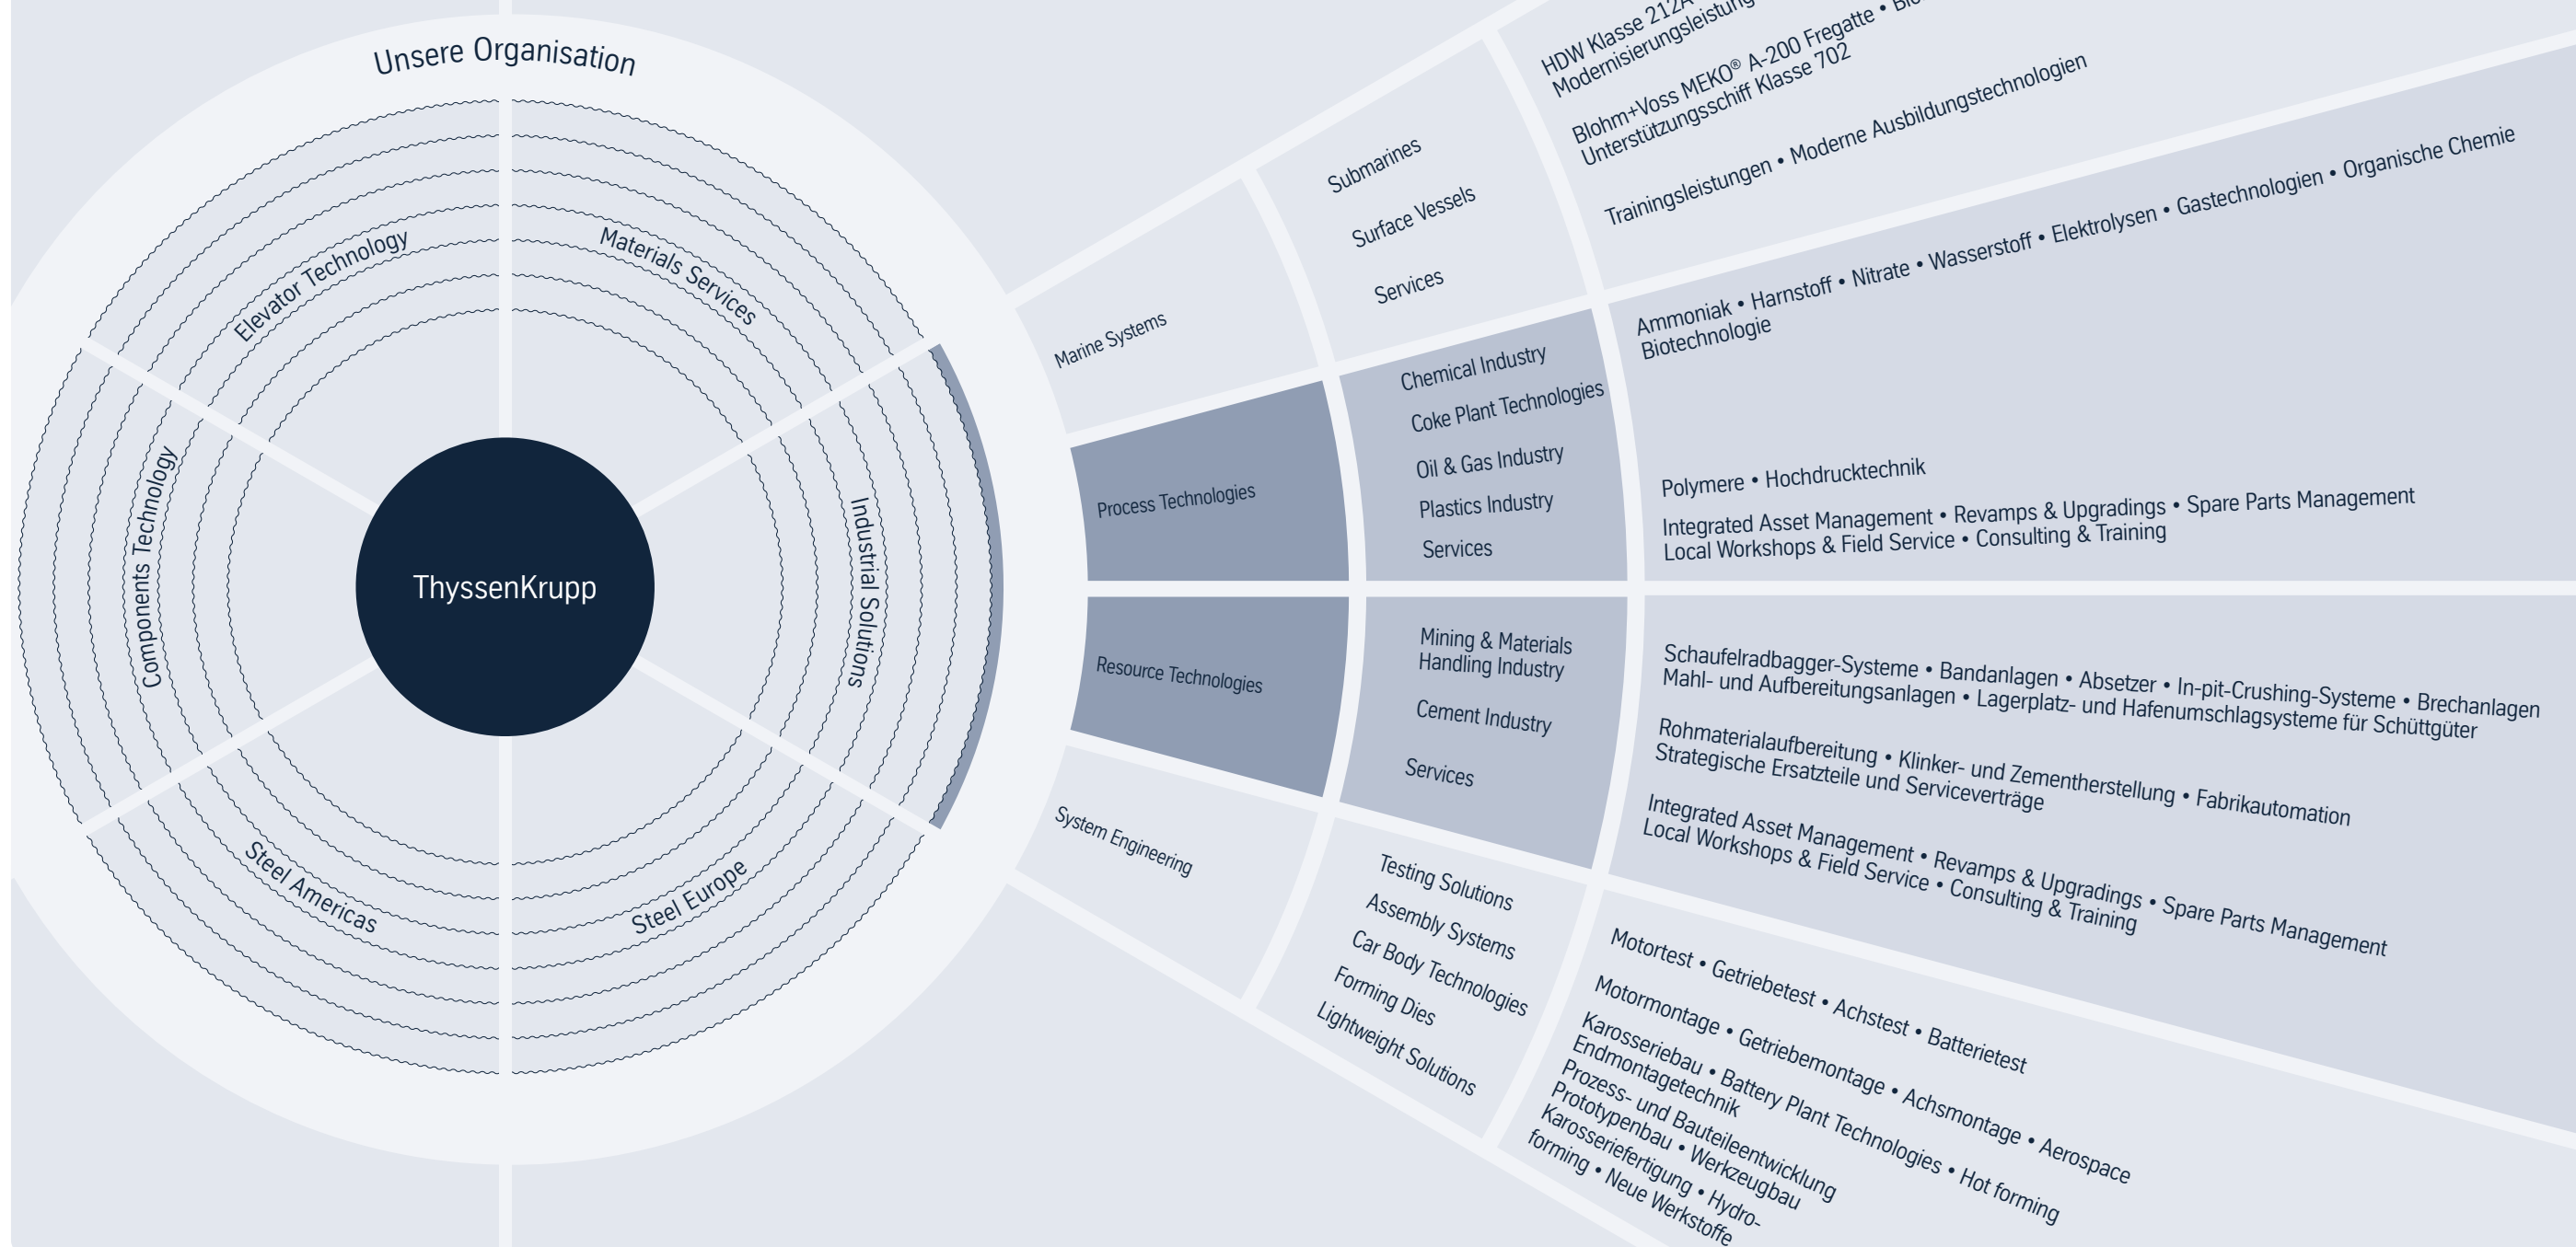 Unsere Organisation
Elevator Technology
Materials Services
Components Technology
Industrial Solutions
Steel Americas
Steel Europe
ThyssenKrupp
Marine Systems
Submarines
Surface Vessels
Services
HDW Klasse 212A
Modernisierungsleistung
Blohm+Voss MEKO® A-200 Fregatte •
Unterstützungsschiff Klasse 702
Trainingsleistungen • Moderne Ausbildungstechnologien
Process Technologies
Chemical Industry
Coke Plant Technologies
Oil & Gas Industry
Plastics Industry
Services
Ammoniak • Harnstoff • Nitrate • Wasserstoff • Elektrolysen • Gastechnologien • Organische Chemie
Biotechnologie
Polymere • Hochdrucktechnik
Integrated Asset Management • Revamps & Upgradings • Spare Parts Management
Local Workshops & Field Service • Consulting & Training
Resource Technologies
Mining & Materials
Handling Industry
Cement Industry
Services
Schaufelradbagger-Systeme • Bandanlagen • Absetzer • In-pit-Crushing-Systeme • Brechanlagen
Mahl- und Aufbereitungsanlagen • Lagerplatz- und Hafenumschlagsysteme für Schüttgüter
Rohmaterialaufbereitung • Klinker- und Zementherstellung • Fabrikautomation
Strategische Ersatzteile und Serviceverträge
Integrated Asset Management • Revamps & Upgradings • Spare Parts Management
Local Workshops & Field Service • Consulting & Training
System Engineering
Testing Solutions
Assembly Systems
Car Body Technologies
Forming Dies
Lightweight Solutions
Motortest • Getriebetest • Achstest • Batterietest
Motormontage • Getriebemontage • Achsmontage • Aerospace
Karosseriebau • Battery Plant Technologies • Hot forming
Endmontagetechnik
Prozess- und Bauteileentwicklung
Prototypenbau • Werkzeugbau
Karosseriefertigung • Hydro-
forming • Neue Werkstoffe